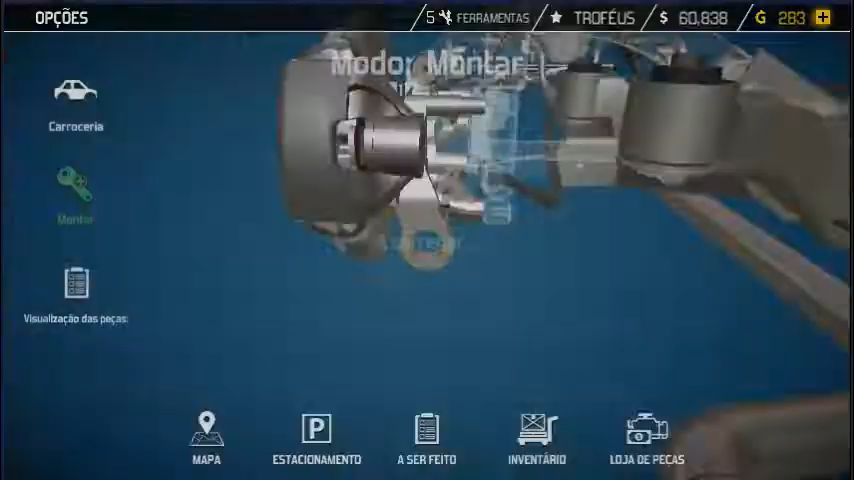 OPÇÕES
5 FERRAMENTAS
TROFÉUS
$ 60,838
G 283
Modo: Montar
Carroceria
Montar
Visualização das peças:
MAPA
ESTACIONAMENTO
A SER FEITO
INVENTÁRIO
LOJA DE PEÇAS